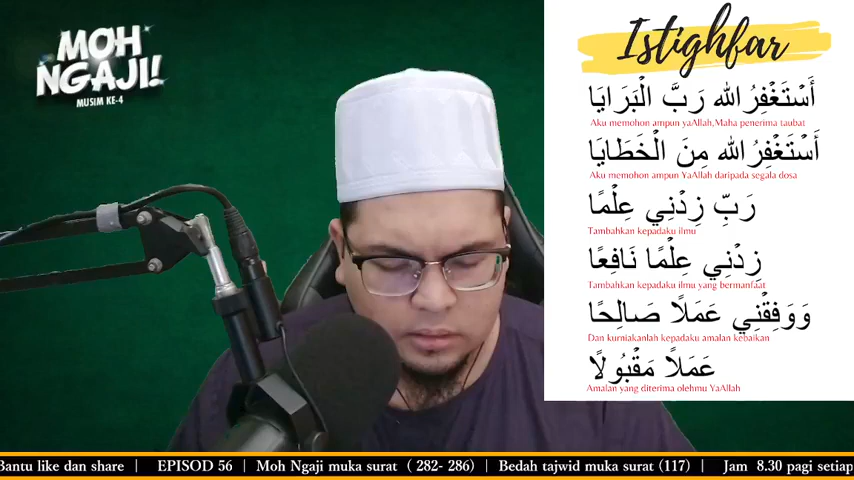 MOH
NGAJI!
MUSIM KE-4
Istighfar
أَسْتَغْفِرُ الله رَبَّ الْبَرَايَا
Aku memohon ampun yaAllah,Maha penerima taubat
أَسْتَغْفِرُ الله مِنَ الْخَطَايَا
Aku memohon ampun YaAllah daripada segala dosa
رَبِّ زِدْنِي عِلْمًا
Tambahkan kepadaku ilmu
زِدْنِي عِلْمًا نَافِعًا
Tambahkan kepadaku ilmu yang bermanfaat
وَوَفِقْنِي عَمَلاً صَالِحًا
Dan kurniakanlah kepadaku amalan kebaikan
عَمَلاً مَقْبُولاً
Amalan yang diterima olehmu YaAllah
Bantu like dan share | EPISOD 56 | Moh Ngaji muka surat ( 282- 286) | Bedah tajwid muka surat (117) | Jam 8.30 pagi setiap